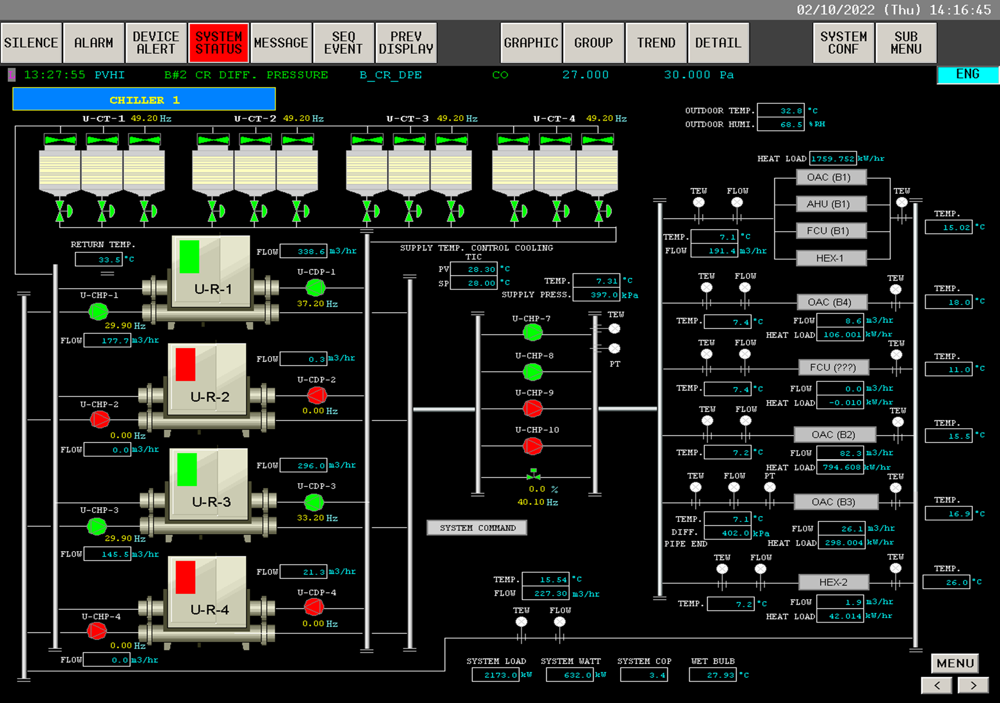 02/10/2022 (Thu) 14:16:45
SILENCE
ALARM
DEVICE
ALERT
SYSTEM
STATUS
MESSAGE
SEQ
EVENT
PREV
DISPLAY
GRAPHIC
GROUP
TREND
DETAIL
SYSTEM
CONF
SUB
MENU
L 13:27:55 PVHI B#2 CR DIFF. PRESSURE B_CR_DPE CO 27.000 30.000 Pa
ENG
CHILLER 1
U-CT-1 49.20 Hz
U-CT-2 49.20 Hz
U-CT-3 49.20 Hz
U-CT-4 49.20 Hz
OUTDOOR TEMP. 32.8 °C
OUTDOOR HUMI. 68.5 %RH
RETURN TEMP.
33.5 °C
U-R-1
FLOW 338.6 m3/hr
U-CDP-1
37.20 Hz
U-CHP-1
29.90 Hz
FLOW 177.7 m3/hr
U-R-2
FLOW 0.3 m3/hr
U-CDP-2
0.00 Hz
U-CHP-2
0.00 Hz
FLOW 0.0 m3/hr
U-R-3
FLOW 296.0 m3/hr
U-CDP-3
33.20 Hz
U-CHP-3
29.90 Hz
FLOW 145.5 m3/hr
U-R-4
FLOW 21.3 m3/hr
U-CDP-4
0.00 Hz
U-CHP-4
0.00 Hz
FLOW 0.0 m3/hr
SUPPLY TEMP. CONTROL COOLING
TIC
PV 28.30 °C
SP 28.00 °C
TEMP. 7.31 °C
SUPPLY PRESS. 397.0 kPa
TEW
PT
U-CHP-7
U-CHP-8
U-CHP-9
U-CHP-10
0.0 %
40.10 Hz
SYSTEM COMMAND
TEMP. 15.54 °C
FLOW 227.30 m3/hr
TEW FLOW
SYSTEM LOAD SYSTEM WATT SYSTEM COP WET BULB
2173.0 kW 632.0 kW 3.4 27.93 °C
HEAT LOAD 1759.752 kW/hr
OAC (B1)
AHU (B1)
FCU (B1)
HEX-1
TEW FLOW TEW
TEMP. 7.1 °C
FLOW 191.4 m3/hr
TEMP.
15.02 °C
TEW FLOW TEW
OAC (B4)
TEMP.
18.0 °C
TEMP. 7.4 °C
FLOW 8.6 m3/hr
HEAT LOAD 106.001 kW/hr
TEW FLOW TEW
FCU (???)
TEMP.
11.0 °C
TEMP. 7.4 °C
FLOW 0.0 m3/hr
HEAT LOAD -0.010 kW/hr
TEW FLOW TEW
OAC (B2)
TEMP.
15.5 °C
TEMP. 7.2 °C
FLOW 82.3 m3/hr
HEAT LOAD 794.608 kW/hr
TEW FLOW PT TEW
OAC (B3)
TEMP.
16.9 °C
TEMP. 7.1 °C
DIFF. 402.0 kPa
PIPE END
FLOW 26.1 m3/hr
HEAT LOAD 298.004 kW/hr
TEW FLOW TEW
HEX-2
TEMP.
26.0 °C
TEMP. 7.2 °C
FLOW 1.9 m3/hr
HEAT LOAD 42.014 kW/hr
MENU
< >